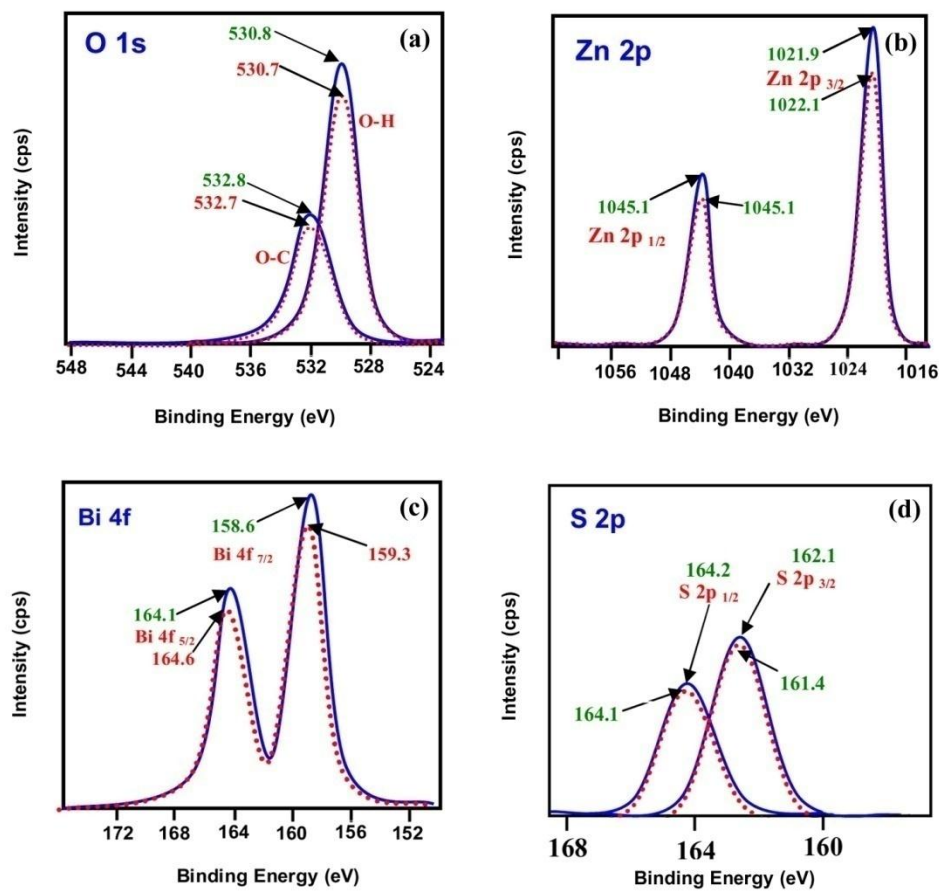 O 1s
(a)
530.8
530.7
O-H
532.8
532.7
O-C
Intensity (cps)
548 544 540 536 532 528 524
Binding Energy (eV)
Zn 2p
(b)
1021.9
Zn 2p 3/2
1022.1
1045.1
1045.1
Zn 2p 1/2
Intensity (cps)
1056 1048 1040 1032 1024 1016
Binding Energy (eV)
Bi 4f
(c)
158.6
Bi 4f 7/2
159.3
164.1
Bi 4f 5/2
164.6
Intensity (cps)
172 168 164 160 156 152
Binding Energy (eV)
S 2p
(d)
164.2
S 2p 1/2
162.1
S 2p 3/2
164.1
161.4
Intensity (cps)
168 164 160
Binding Energy (eV)